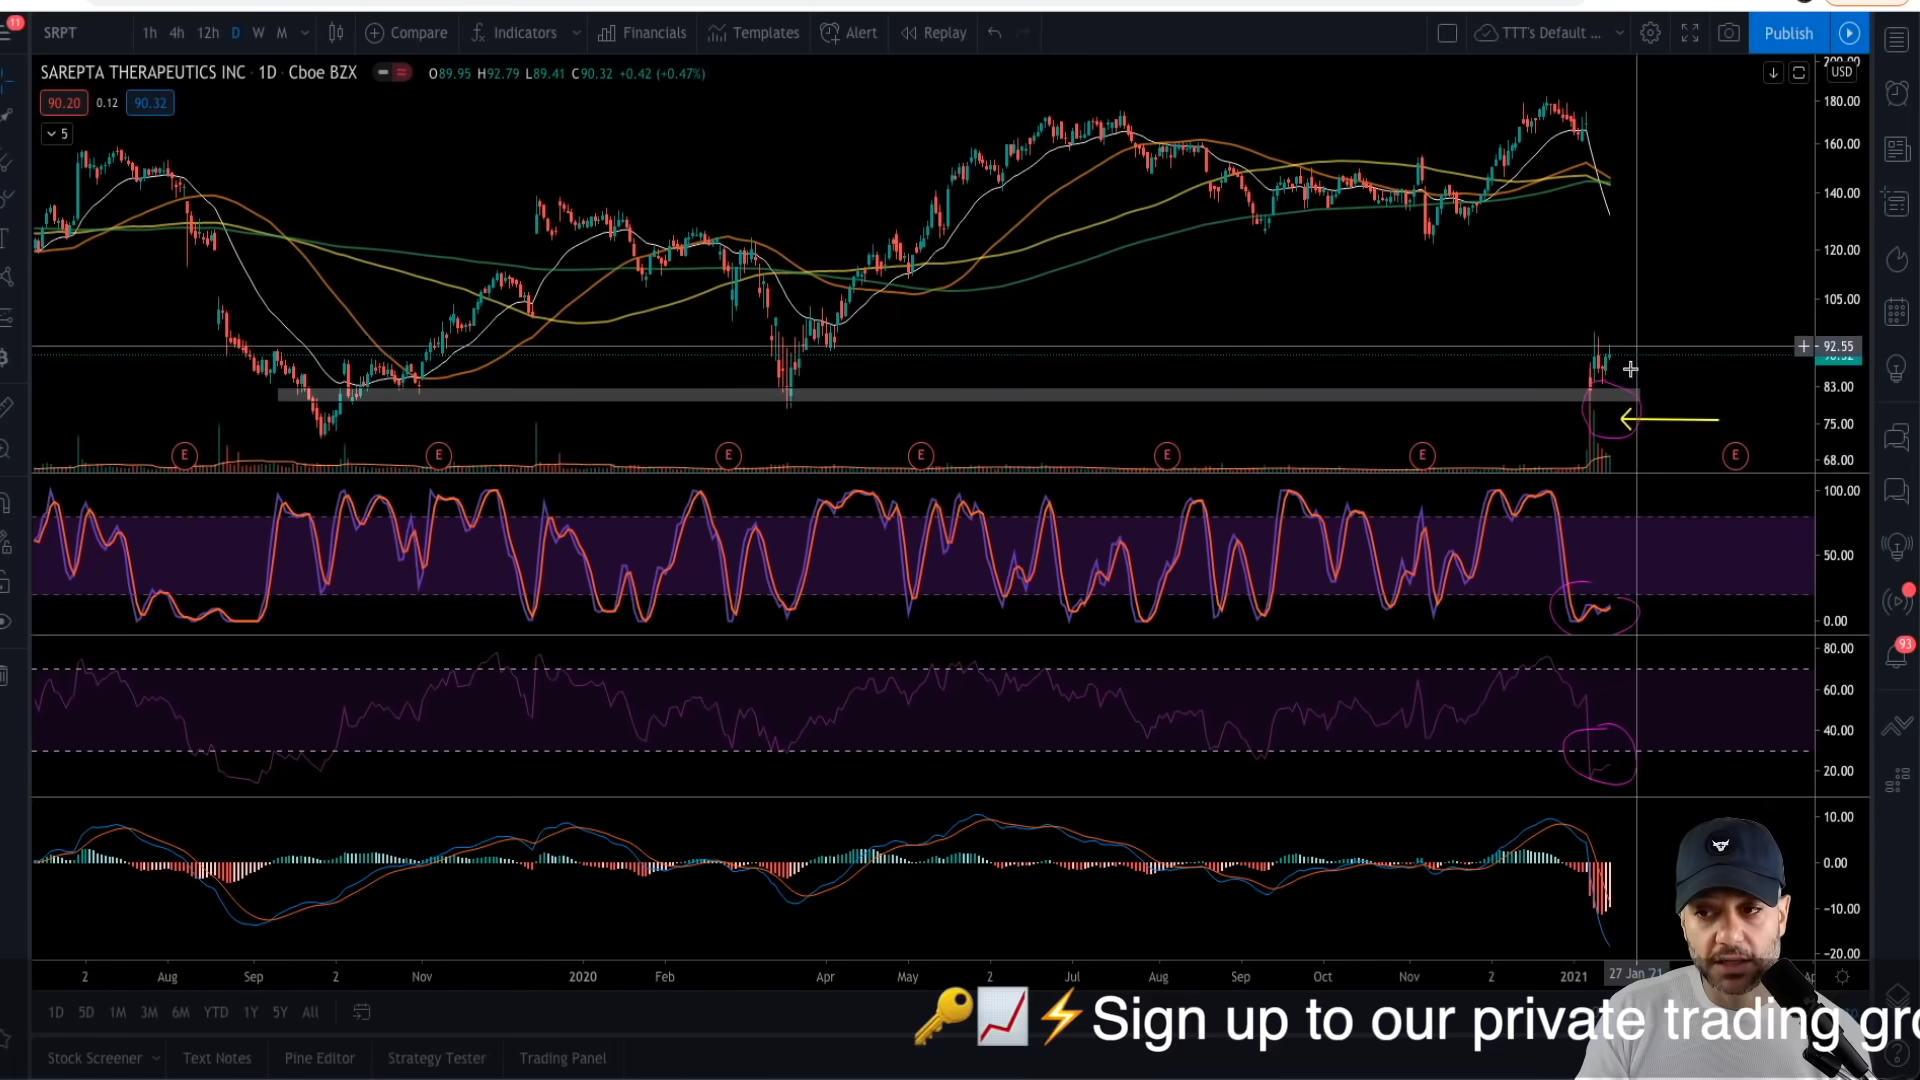 11
SRPT 1h 4h 12h D W M Compare Indicators Financials Templates Alert Replay TTT's Default ... Publish
SAREPTA THERAPEUTICS INC · 1D · Cboe BZX O89.95 H92.79 L89.41 C90.32 +0.42 (+0.47%)
90.20 0.12 90.32
5
USD
200.00
180.00
160.00
140.00
120.00
105.00
92.55
83.00
75.00
68.00
E E E E E E E
100.00
50.00
0.00
93
80.00
60.00
40.00
20.00
10.00
0.00
−10.00
−20.00
2 Aug Sep 2 Nov 2020 Feb Apr May 2 Jul Aug Sep Oct Nov 2 2021 27 Jan '21
1D 5D 1M 3M 6M YTD 1Y 5Y All
🔑📈⚡Sign up to our private trading gro
Stock Screener Text Notes Pine Editor Strategy Tester Trading Panel